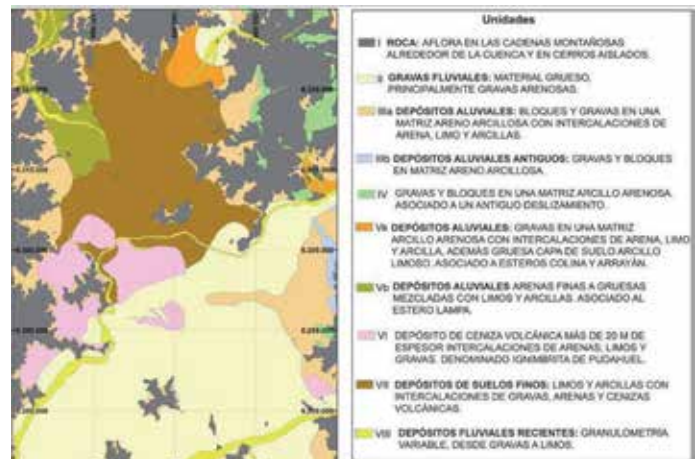 Unidades
I ROCA: AFLORA EN LAS CADENAS MONTAÑOSAS
ALREDEDOR DE LA CUENCA Y EN CERROS AISLADOS.
II GRAVAS FLUVIALES: MATERIAL GRUESO,
PRINCIPALMENTE GRAVAS ARENOSAS.
IIIa DEPÓSITOS ALUVIALES: BLOQUES Y GRAVAS EN UNA
MATRIZ ARENO ARCILLOSA CON INTERCALACIONES DE
ARENA, LIMO Y ARCILLAS.
IIIb DEPÓSITOS ALUVIALES ANTIGUOS: GRAVAS Y BLOQUES
EN MATRIZ ARENO ARCILLOSA.
IV GRAVAS Y BLOQUES EN UNA MATRIZ ARCILLO ARENOSA.
ASOCIADO A UN ANTIGUO DESLIZAMIENTO.
Va DEPÓSITOS ALUVIALES: GRAVAS EN UNA MATRIZ
ARCILLO ARENOSA CON INTERCALACIONES DE ARENA, LIMO
Y ARCILLA, ADEMÁS GRUESA CAPA DE SUELO ARCILLO
LIMOSO. ASOCIADO A ESTEROS COLINA Y ARRAYÁN.
Vb DEPÓSITOS ALUVIALES ARENAS FINAS A GRUESAS
MEZCLADAS CON LIMOS Y ARCILLAS. ASOCIADO AL
ESTERO LAMPA.
VI DEPÓSITO DE CENIZA VOLCÁNICA MÁS DE 20 M DE
ESPESOR INTERCALACIONES DE ARENAS, LIMOS Y
GRAVAS. DENOMINADO IGNIMBRITA DE PUDAHUEL.
VII DEPÓSITOS DE SUELOS FINOS: LIMOS Y ARCILLAS CON
INTERCALACIONES DE GRAVAS, ARENAS Y CENIZAS
VOLCÁNICAS.
VIII DEPÓSITOS FLUVIALES RECIENTES: GRANULOMETRÍA
VARIABLE, DESDE GRAVAS A LIMOS.